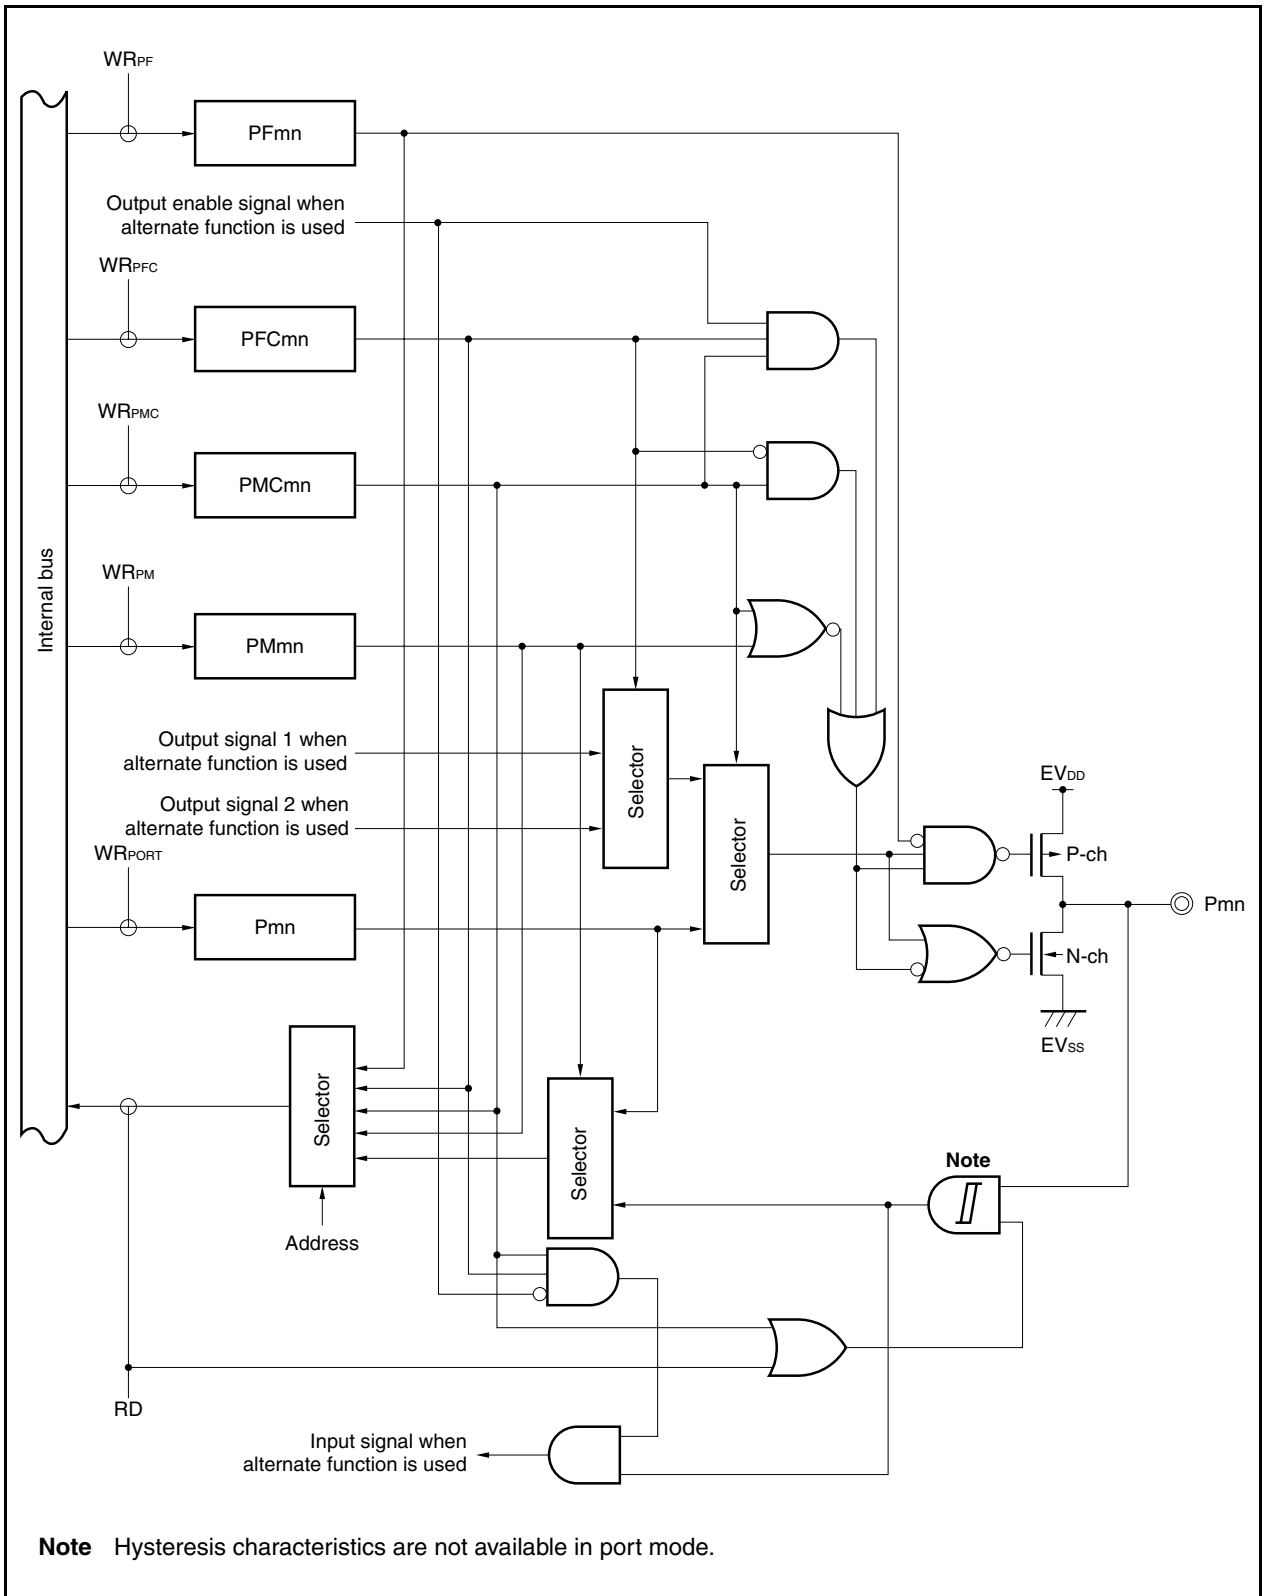 WRPF
PFmn
Output enable signal when
alternate function is used
WRPFC
PFCmn
WRPMC
PMCmn
Internal bus
WRPM
PMmn
Output signal 1 when
alternate function is used
Selector
Output signal 2 when
alternate function is used
Selector
EVDD
P-ch
WRPORT
Pmn
Pmn
N-ch
EVSS
Selector
Address
Selector
Note
RD
Input signal when
alternate function is used
Note Hysteresis characteristics are not available in port mode.